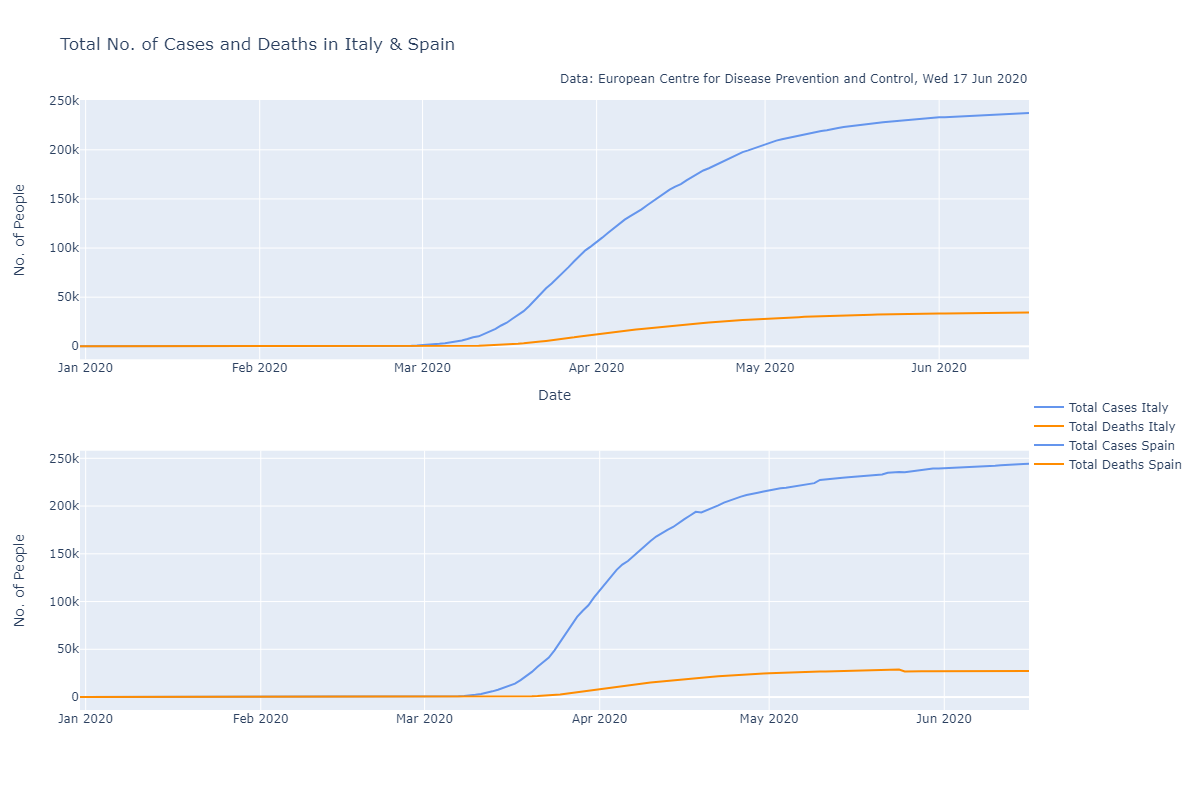 Total No. of Cases and Deaths in Italy & Spain
Data: European Centre for Disease Prevention and Control, Wed 17 Jun 2020
No. of People
250k
200k
150k
100k
50k
0
Jan 2020 Feb 2020 Mar 2020 Apr 2020 May 2020 Jun 2020
Date
Total Cases Italy
Total Deaths Italy
Total Cases Spain
Total Deaths Spain
No. of People
250k
200k
150k
100k
50k
0
Jan 2020 Feb 2020 Mar 2020 Apr 2020 May 2020 Jun 2020